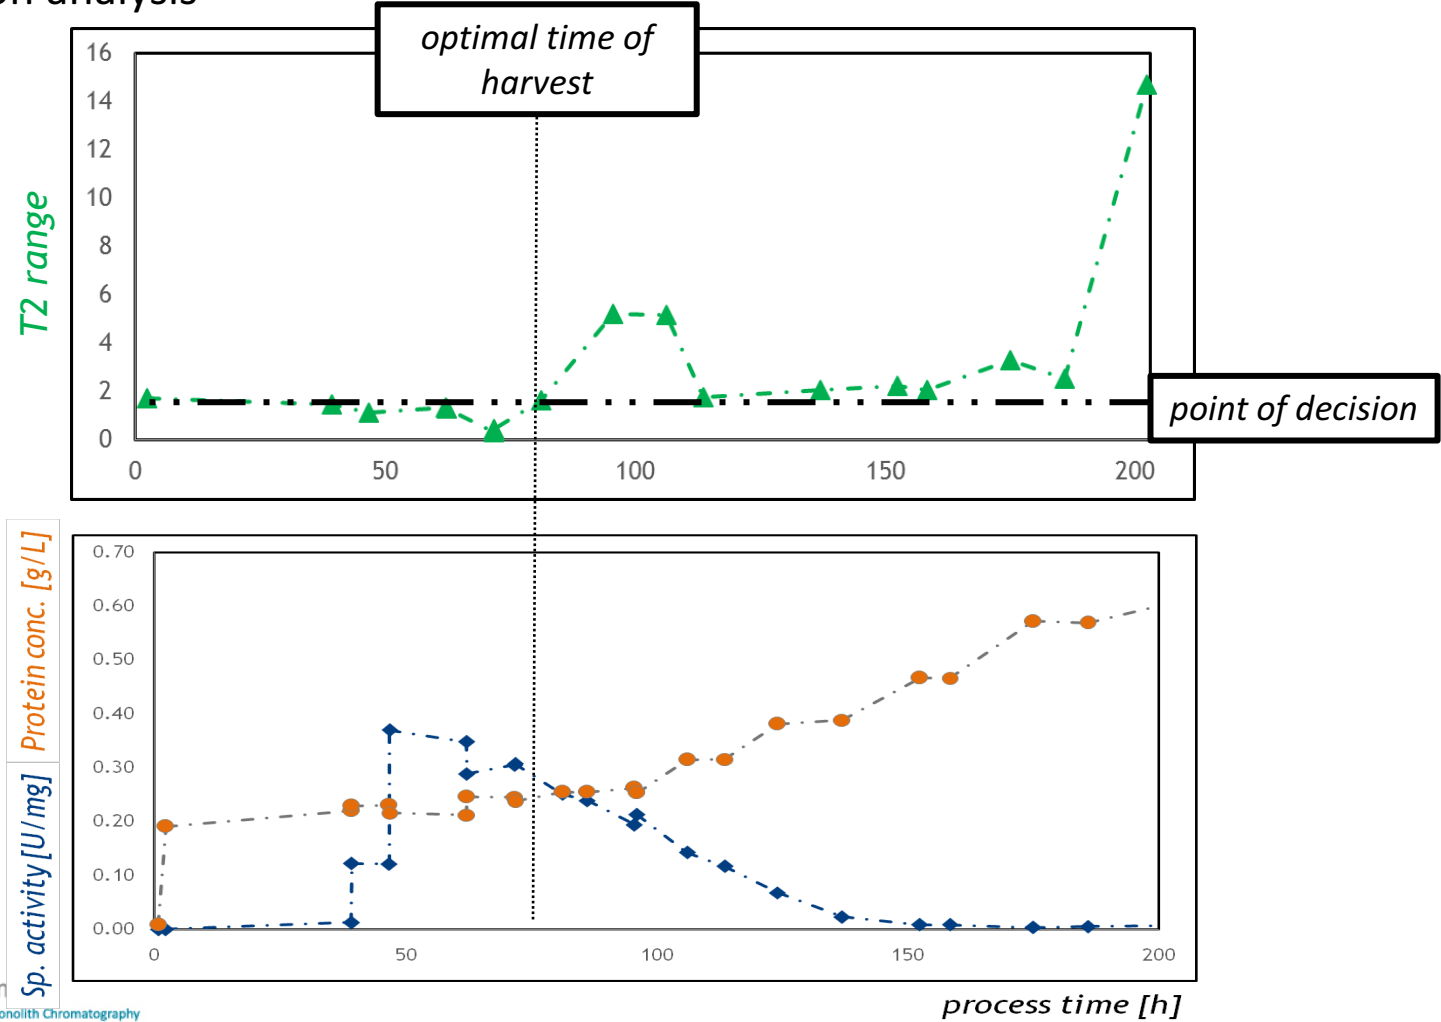 on analysis
optimal time of
harvest
16
14
12
10
8
6
4
2
0
T2 range
0 50 100 150 200
point of decision
Protein conc. [g/L]
Sp. activity [U/mg]
0.70
0.60
0.50
0.40
0.30
0.20
0.10
0.00
0 50 100 150 200
process time [h]
onolith Chromatography